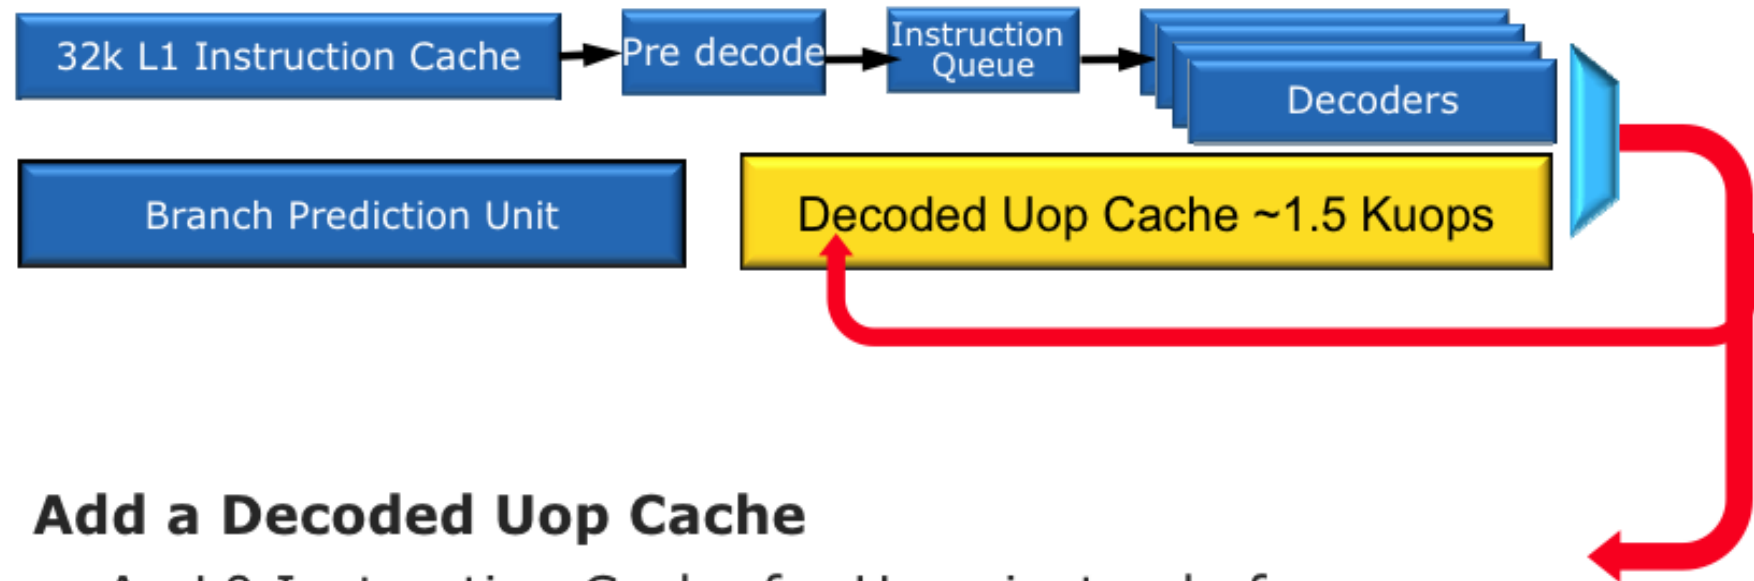 32k L1 Instruction Cache
Pre decode
Instruction
Queue
Decoders
Branch Prediction Unit
Decoded Uop Cache ~1.5 Kuops
Add a Decoded Uop Cache